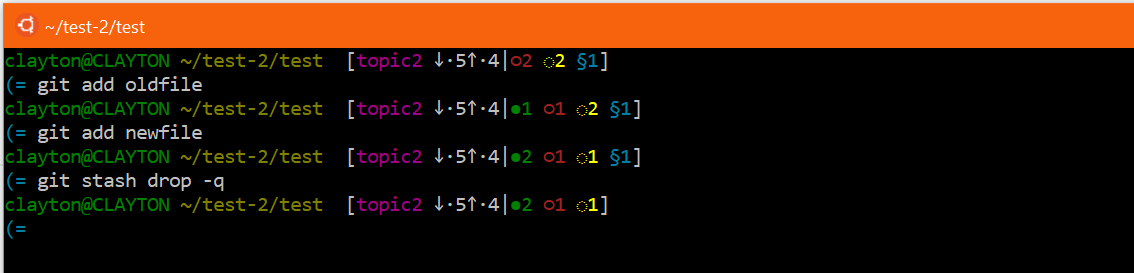 ~/test-2/test
clayton@CLAYTON ~/test-2/test [topic2 ↓·5↑·4|○2 ◌2 §1]
(= git add oldfile
clayton@CLAYTON ~/test-2/test [topic2 ↓·5↑·4|●1 ○1 ◌2 §1]
(= git add newfile
clayton@CLAYTON ~/test-2/test [topic2 ↓·5↑·4|●2 ○1 ◌1 §1]
(= git stash drop -q
clayton@CLAYTON ~/test-2/test [topic2 ↓·5↑·4|●2 ○1 ◌1]
(=